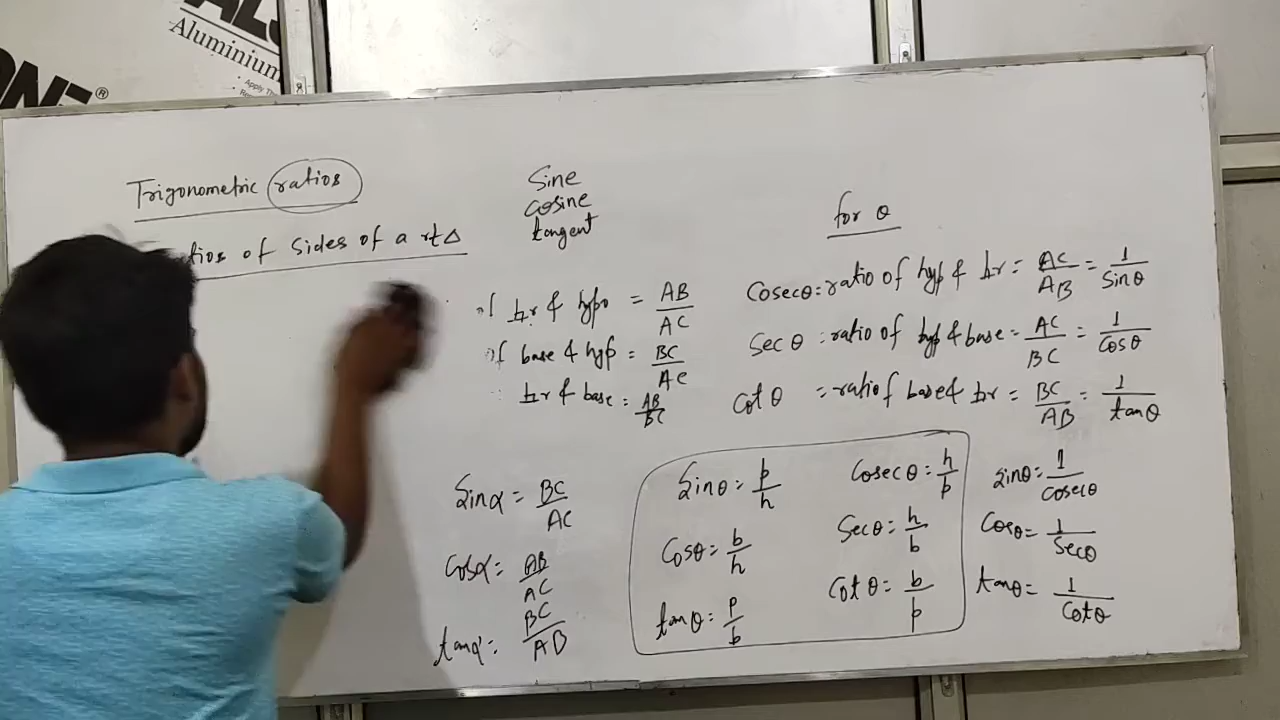 Aluminium
Trigonometric ratios
of sides of a rt Δ
Sine
Cosine
tangent
for θ
of ⊥r & hypo = AB/AC
of base & hyp = BC/AC
⊥r & base = AB/BC
Cosecθ = ratio of hyp & ⊥r = AC/AB = 1/Sinθ
Sec θ = ratio of hyp & base = AC/BC = 1/Cosθ
Cot θ = ratio of base & ⊥r = BC/AB = 1/tanθ
Sinα = BC/AC
Cosα = AB/AC
tanα = BC/AB
Sinθ = p/h
Cosθ = b/h
tanθ = p/b
Cosecθ = h/p
Secθ = h/b
Cotθ = b/p
Sinθ = 1/Cosecθ
Cosθ = 1/Secθ
tanθ = 1/Cotθ